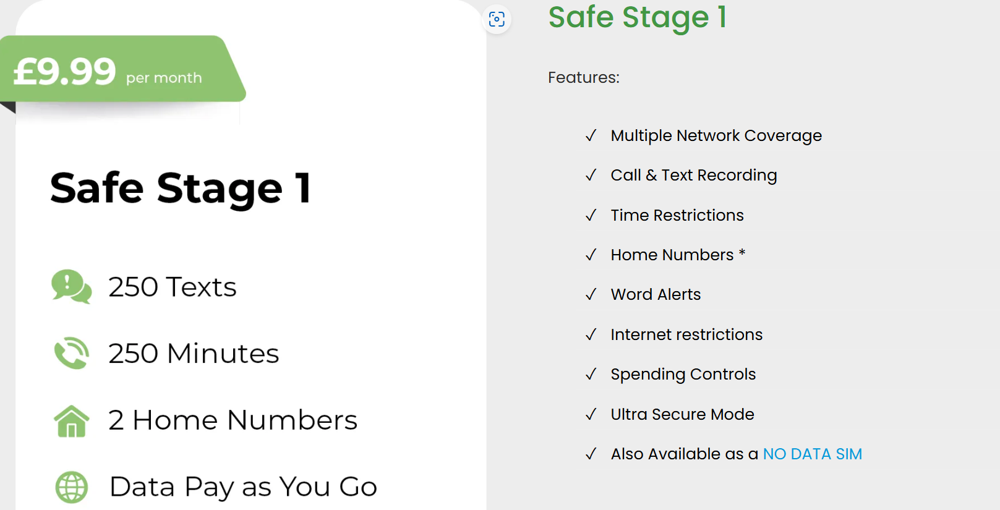 £9.99 per month
Safe Stage 1
250 Texts
250 Minutes
2 Home Numbers
Data Pay as You Go
Safe Stage 1
Features:
✓ Multiple Network Coverage
✓ Call & Text Recording
✓ Time Restrictions
✓ Home Numbers *
✓ Word Alerts
✓ Internet restrictions
✓ Spending Controls
✓ Ultra Secure Mode
✓ Also Available as a NO DATA SIM